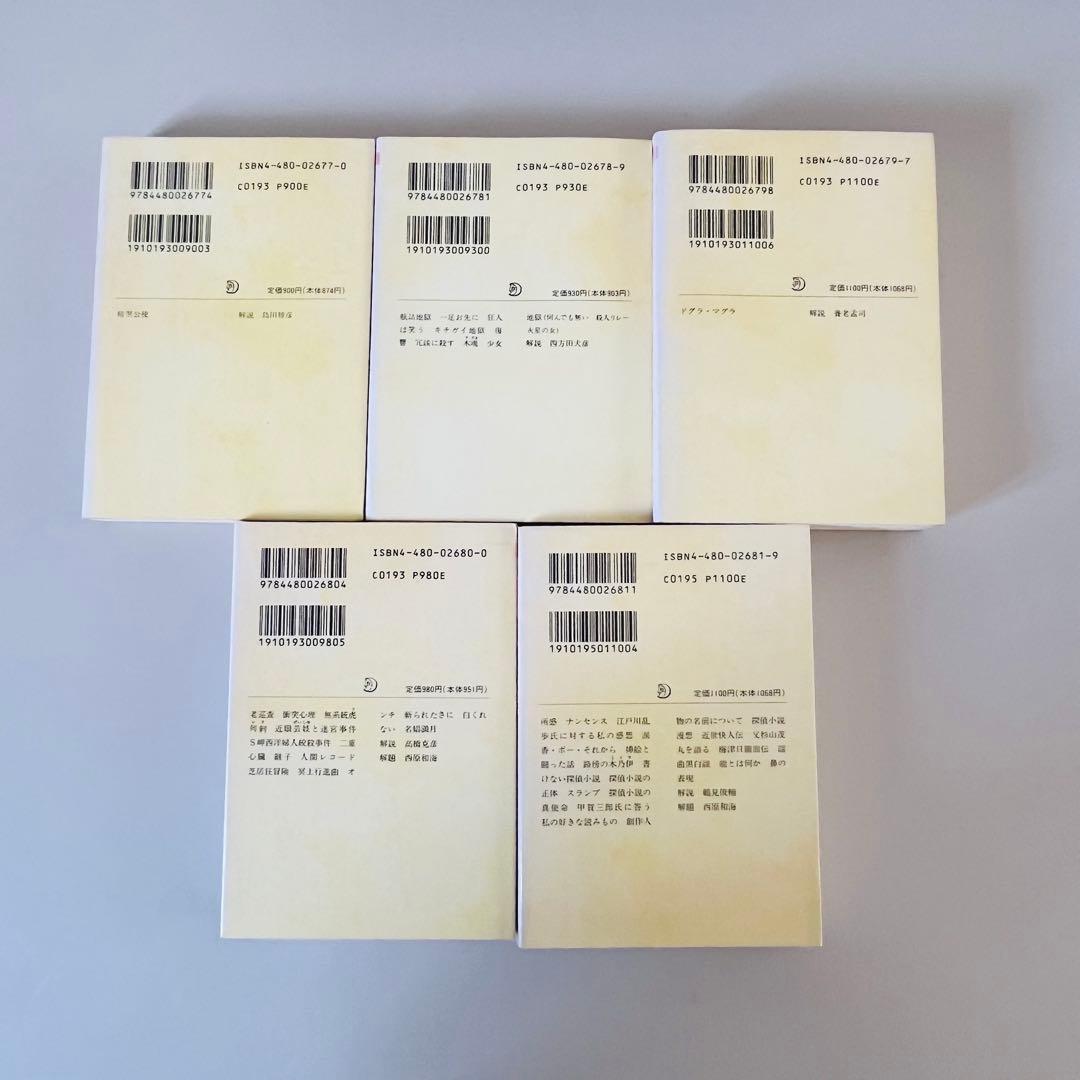 ISBN4-480-02677-0
C0193 P900E
9784480026774
1910193009003
定価900円(本体874円)
暗黒公使
解説 島田雅彦
ISBN4-480-02678-9
C0193 P930E
9784480026781
1910193009300
定価930円(本体903円)
瓶詰地獄 一足お先に 狂人
は笑う キチガイ地獄 復
讐 冗談に殺す 木魂 少女
地獄(何んでも無い 殺人リレー
火星の女)
解説 四方田犬彦
ISBN4-480-02679-7
C0193 P1100E
9784480026798
1910193011006
定価1100円(本体1068円)
ドグラ・マグラ
解説 養老孟司
ISBN4-480-02680-0
C0193 P980E
9784480026804
1910193009805
定価980円(本体951円)
老巡査 衝突心理 無系統虎
列剌 近眼芸妓と迷宮事件
S岬西洋婦人絞殺事件 二重
心臓 継子 人間レコード
芝居狂冒険 冥土行進曲 オ
ンチ 斬られたさに 白くれ
ない 名娼満月
解説 高橋克彦
解題 西原和海
ISBN4-480-02681-9
C0195 P1100E
9784480026811
1910195011004
定価1100円(本体1068円)
所感 ナンセンス 江戸川乱
歩氏に対する私の感想 涙
香・ポー・それから 挿絵と
闘った話 路傍の木乃伊 書
けない探偵小説 探偵小説の
正体 スランプ 探偵小説の
真使命 甲賀三郎氏に答う
私の好きな読みもの 創作人
物の名前について 探偵小説
漫想 近世快人伝 父杉山茂
丸を語る 梅津只圓翁伝 謡
曲黒白談 能とは何か 鼻の
表現
解説 鶴見俊輔
解題 西原和海